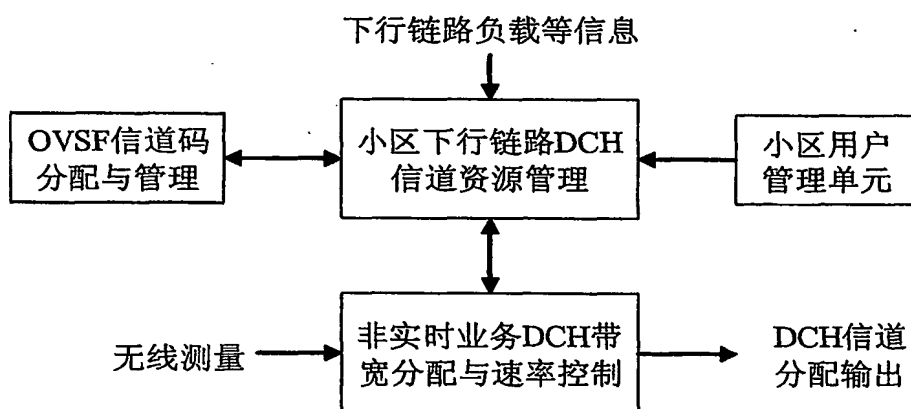 下行链路负载等信息
OVSF信道码
分配与管理
小区下行链路DCH
信道资源管理
小区用户
管理单元
无线测量
非实时业务DCH带
宽分配与速率控制
DCH信道
分配输出